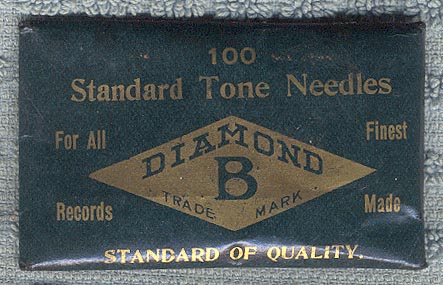 100
Standard Tone Needles
For All
Finest
DIAMOND
B
TRADE MARK
Records
Made
STANDARD OF QUALITY.